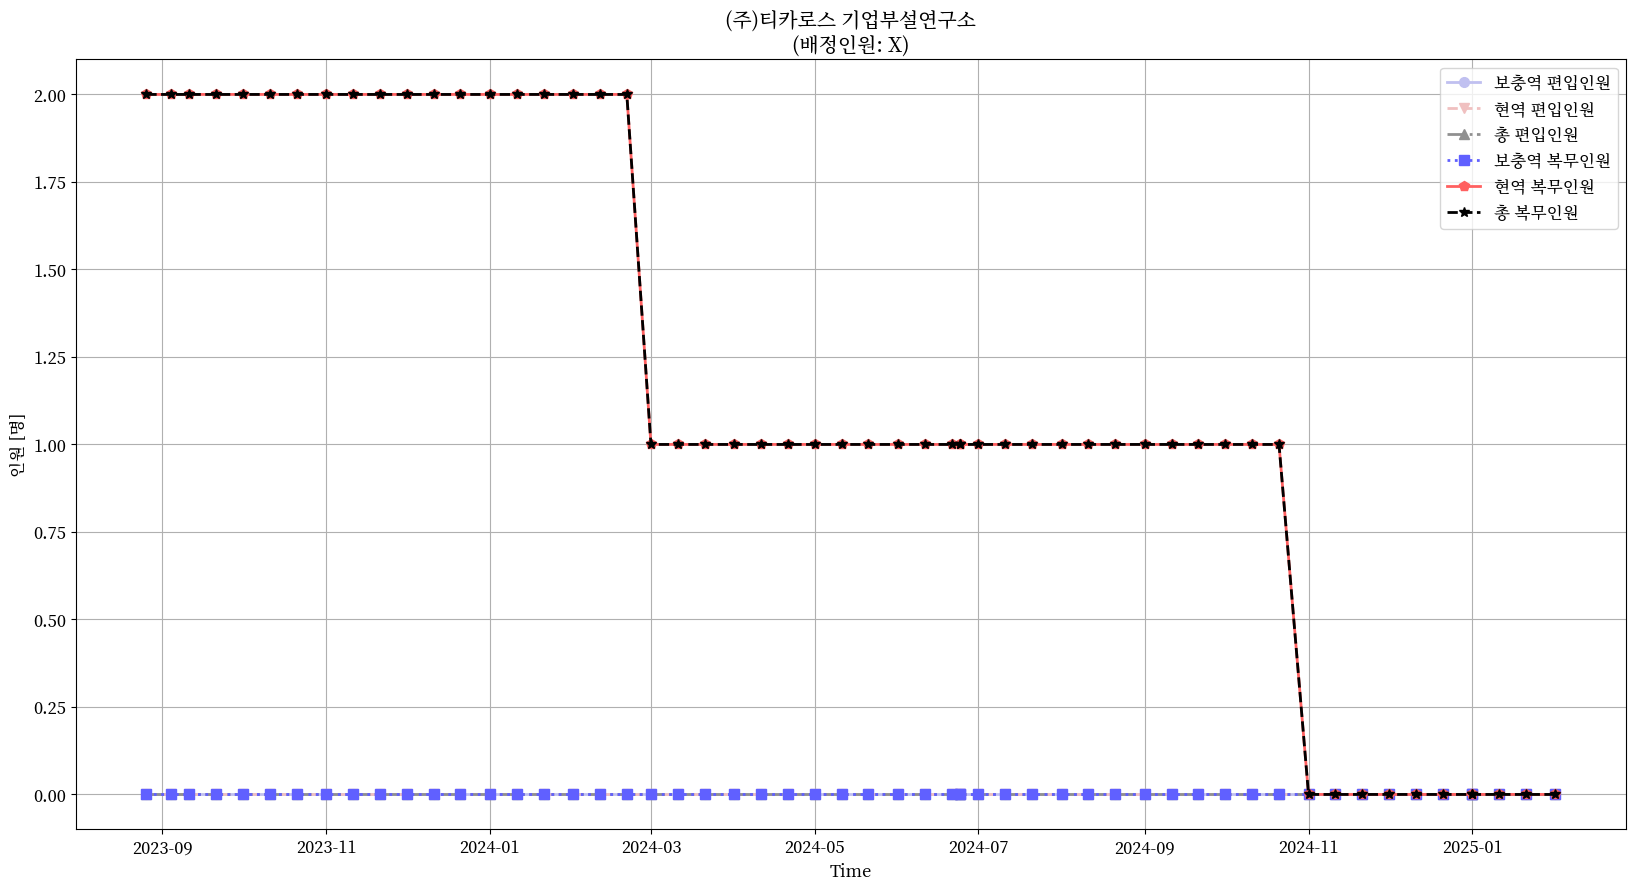 (주)티카로스 기업부설연구소
(배정인원: X)
보충역 편입인원
현역 편입인원
총 편입인원
보충역 복무인원
현역 복무인원
총 복무인원
인원 [명]
2.00
1.75
1.50
1.25
1.00
0.75
0.50
0.25
0.00
2023-09
2023-11
2024-01
2024-03
2024-05
2024-07
2024-09
2024-11
2025-01
Time